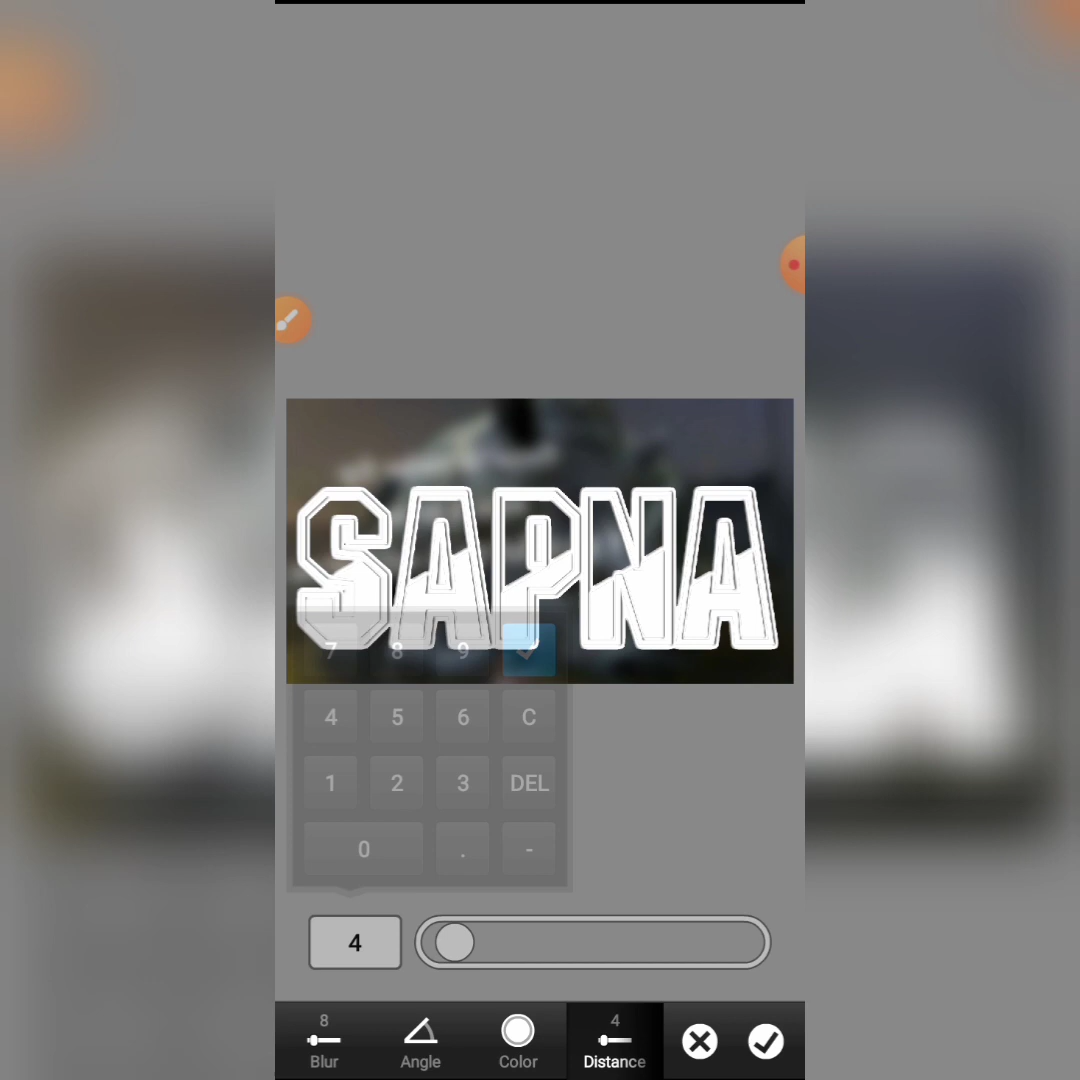 SAPNA
7 8 9
4 5 6 C
1 2 3 DEL
0 . -
4
8 4
Blur Angle Color Distance